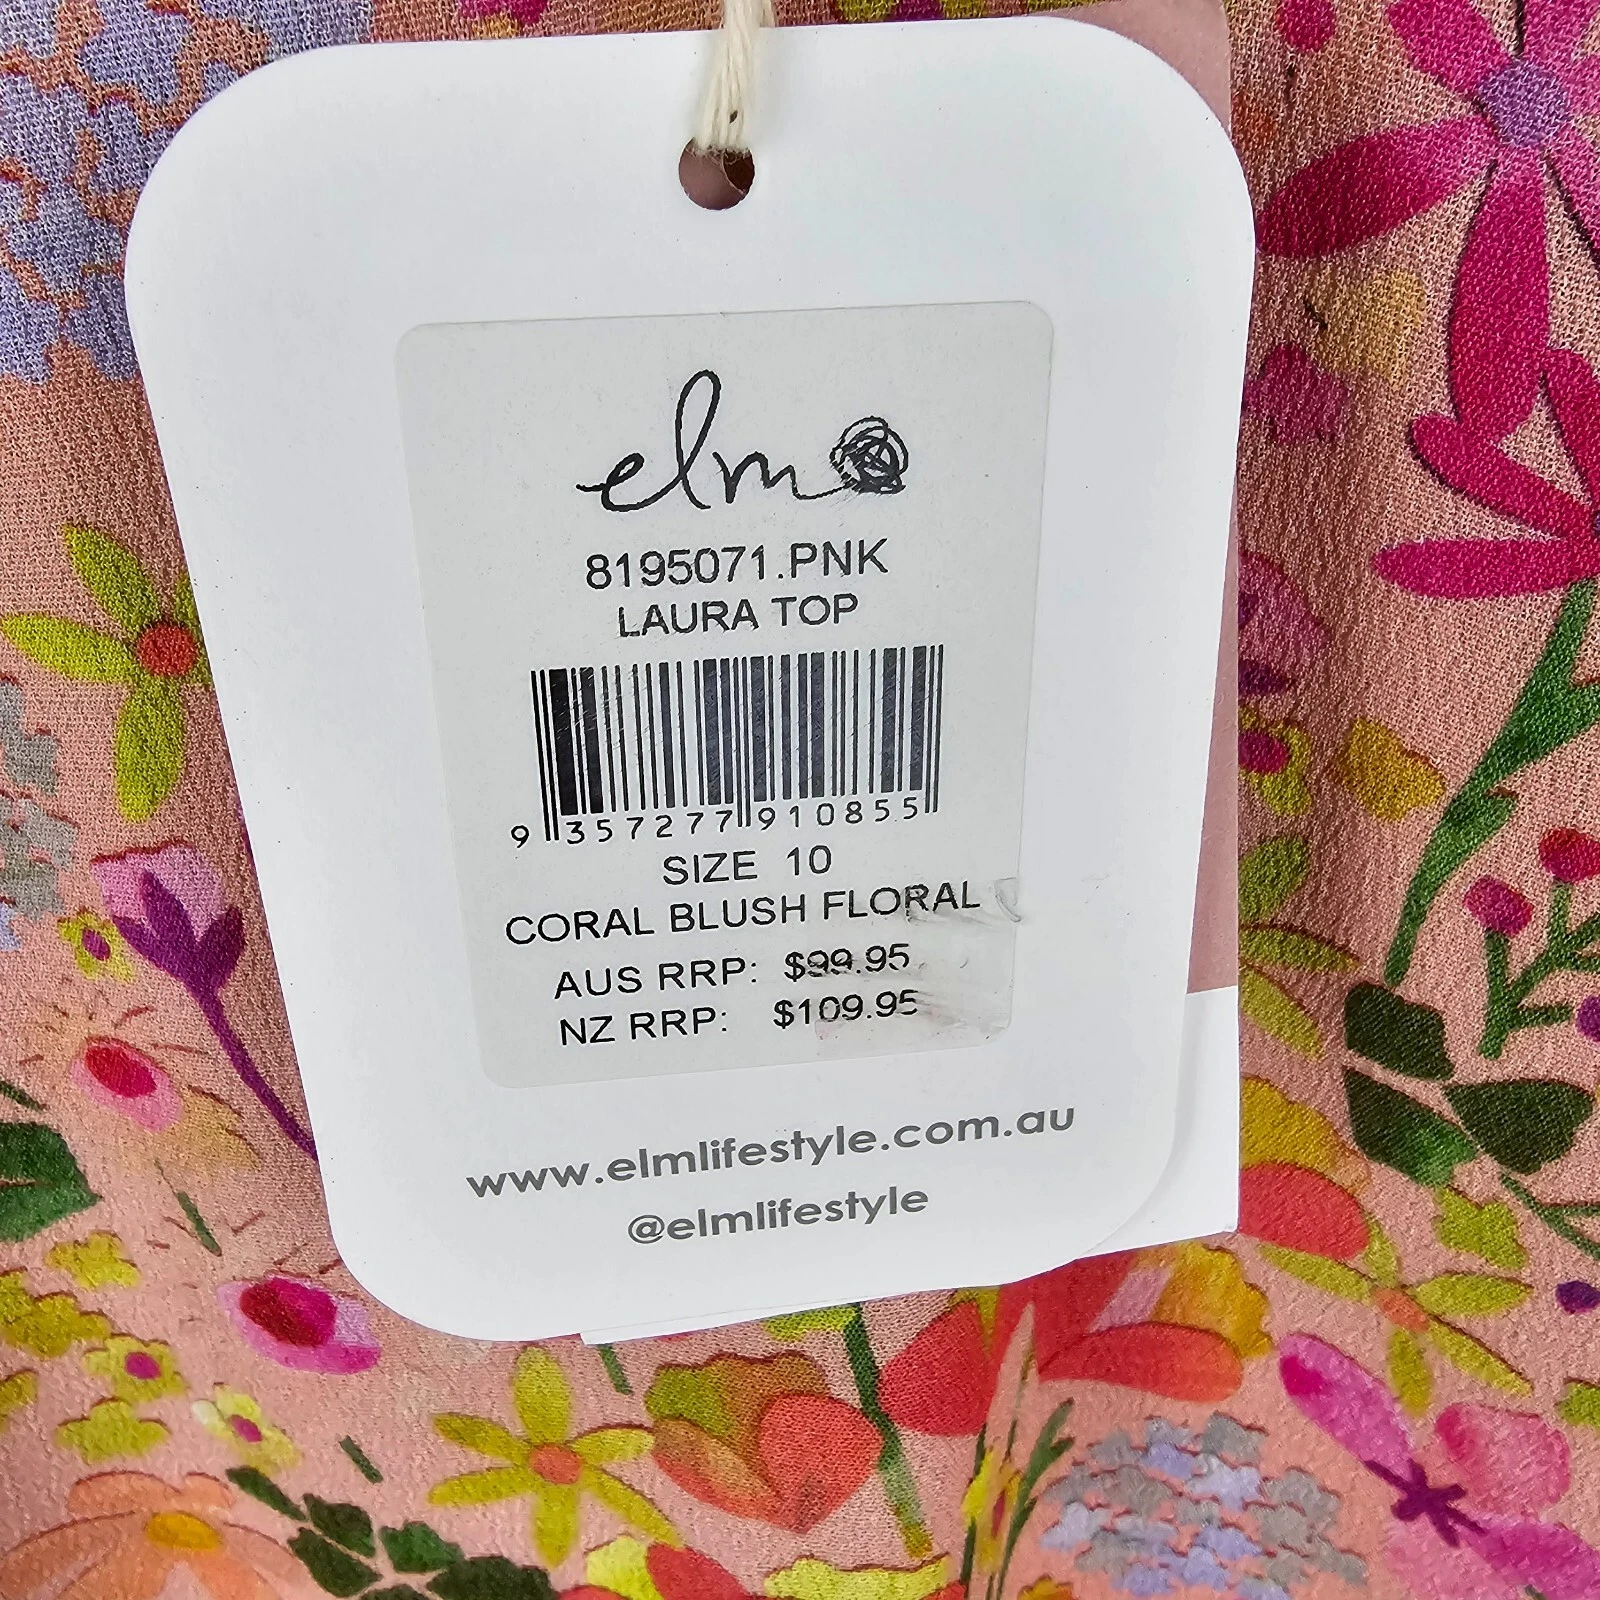 elm
8195071.PNK
LAURA TOP
9 357277 910855
SIZE 10
CORAL BLUSH FLORAL
AUS RRP: $99.95
NZ RRP: $109.95
www.elmlifestyle.com.au
@elmlifestyle